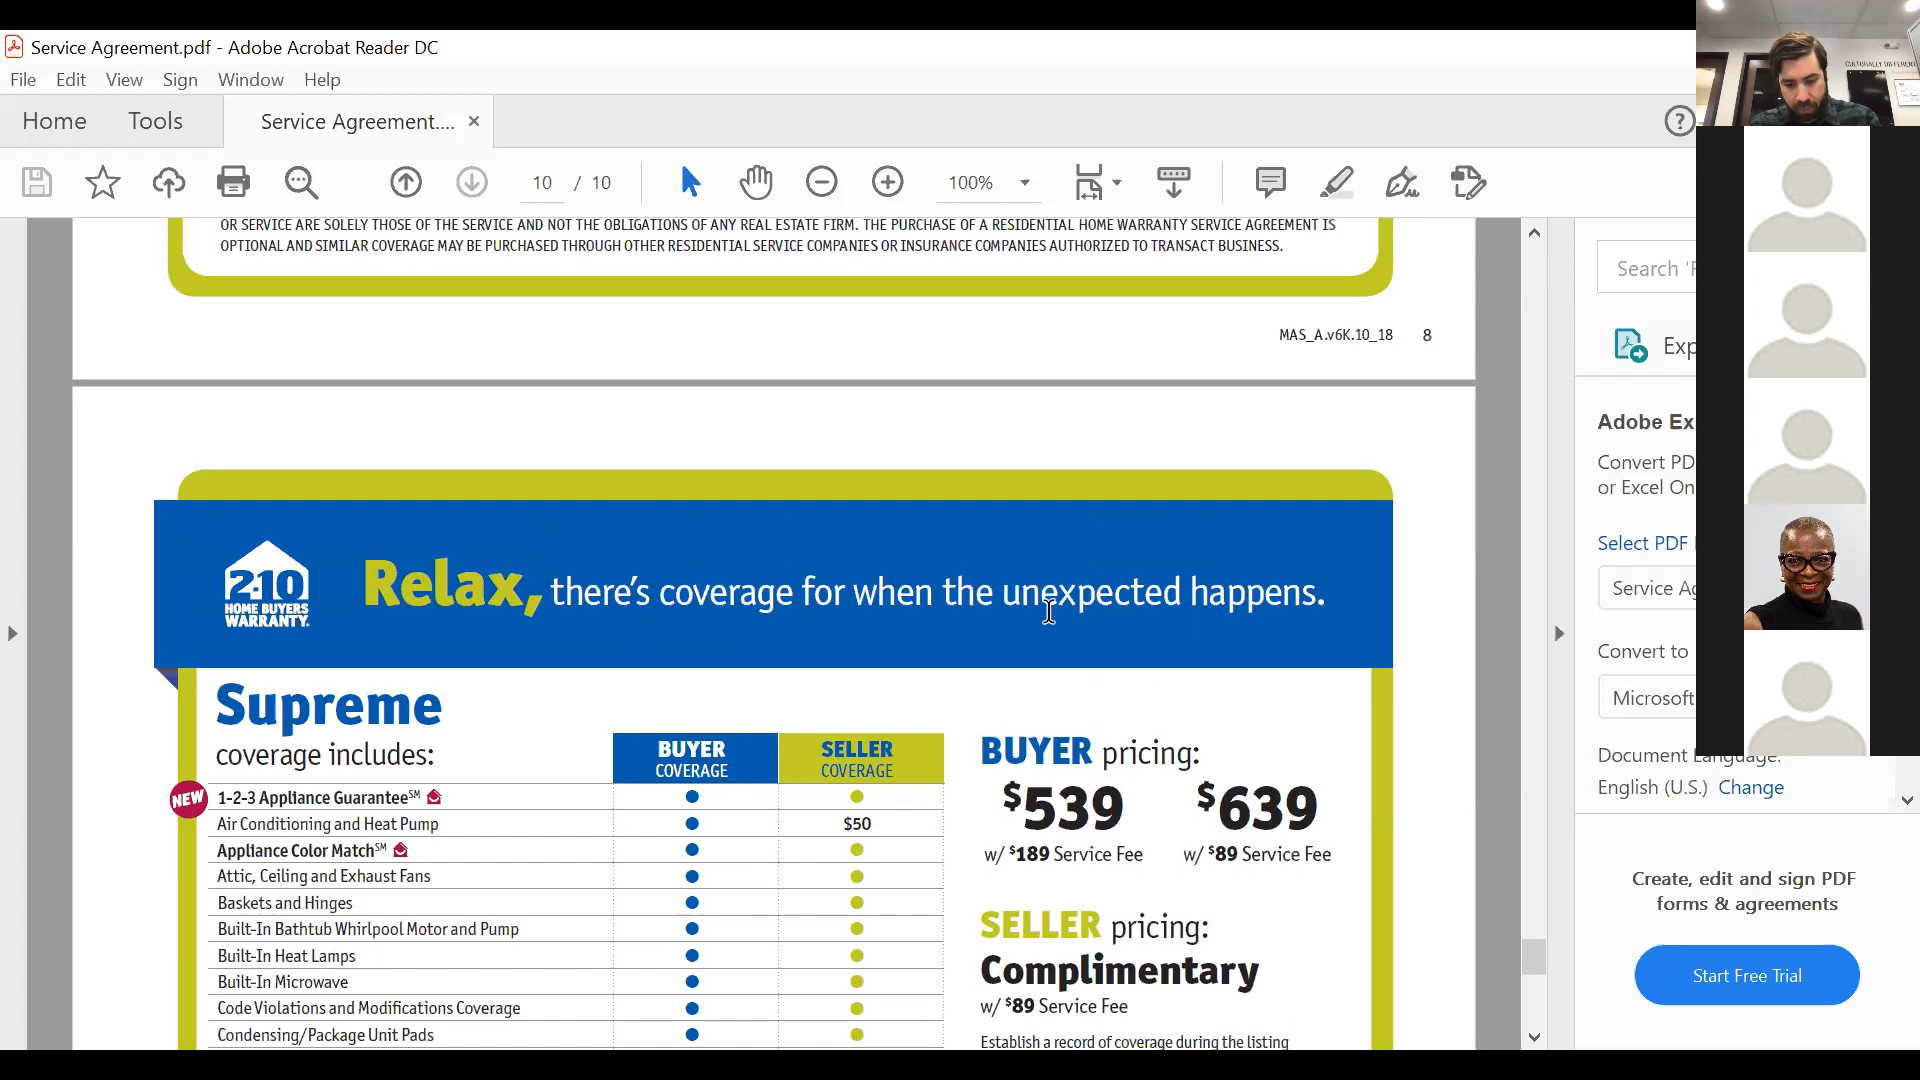 Service Agreement.pdf - Adobe Acrobat Reader DC
File Edit View Sign Window Help
Home Tools Service Agreement.... ×
10 / 10 100%
OR SERVICE ARE SOLELY THOSE OF THE SERVICE AND NOT THE OBLIGATIONS OF ANY REAL ESTATE FIRM. THE PURCHASE OF A RESIDENTIAL HOME WARRANTY SERVICE AGREEMENT IS
OPTIONAL AND SIMILAR COVERAGE MAY BE PURCHASED THROUGH OTHER RESIDENTIAL SERVICE COMPANIES OR INSURANCE COMPANIES AUTHORIZED TO TRANSACT BUSINESS.
MAS_A.v6K.10_18 8
2-10
HOME BUYERS
WARRANTY.
Relax, there's coverage for when the unexpected happens.
Supreme
coverage includes:
BUYER
COVERAGE
SELLER
COVERAGE
NEW
1-2-3 Appliance Guarantee℠
Air Conditioning and Heat Pump $50
Appliance Color Match℠
Attic, Ceiling and Exhaust Fans
Baskets and Hinges
Built-In Bathtub Whirlpool Motor and Pump
Built-In Heat Lamps
Built-In Microwave
Code Violations and Modifications Coverage
Condensing/Package Unit Pads
BUYER pricing:
$539 $639
w/ $189 Service Fee w/ $89 Service Fee
SELLER pricing:
Complimentary
w/ $89 Service Fee
Establish a record of coverage during the listing
Search
Exp
Adobe Ex
Convert PD
or Excel On
Select PDF
Service Ag
Convert to
Microsoft
Document Language:
English (U.S.) Change
Create, edit and sign PDF
forms & agreements
Start Free Trial
CULTURALLY DIFFERENT